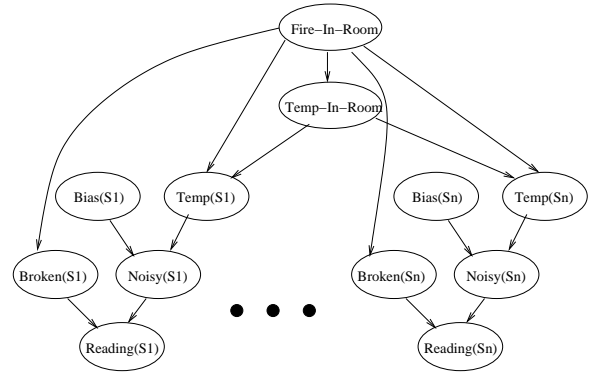 Fire−In−Room
Temp−In−Room
Bias(S1)
Temp(S1)
Bias(Sn)
Temp(Sn)
Broken(S1)
Noisy(S1)
Broken(Sn)
Noisy(Sn)
Reading(S1)
Reading(Sn)